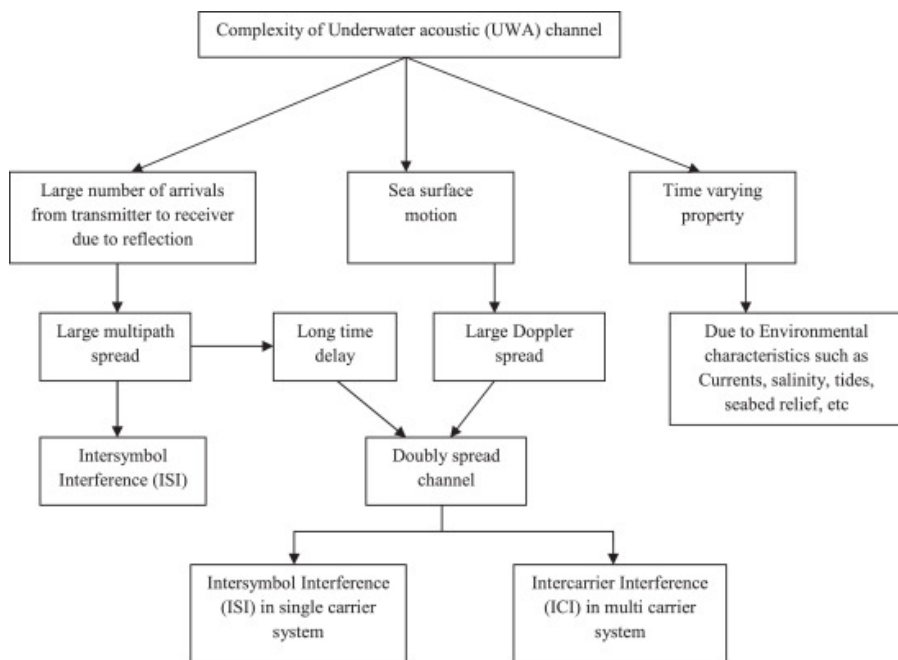 Complexity of Underwater acoustic (UWA) channel
Large number of arrivals
from transmitter to receiver
due to reflection
Sea surface
motion
Time varying
property
Large multipath
spread
Long time
delay
Large Doppler
spread
Due to Environmental
characteristics such as
Currents, salinity, tides,
seabed relief, etc
Intersymbol
Interference (ISI)
Doubly spread
channel
Intersymbol Interference
(ISI) in single carrier
system
Intercarrier Interference
(ICI) in multi carrier
system